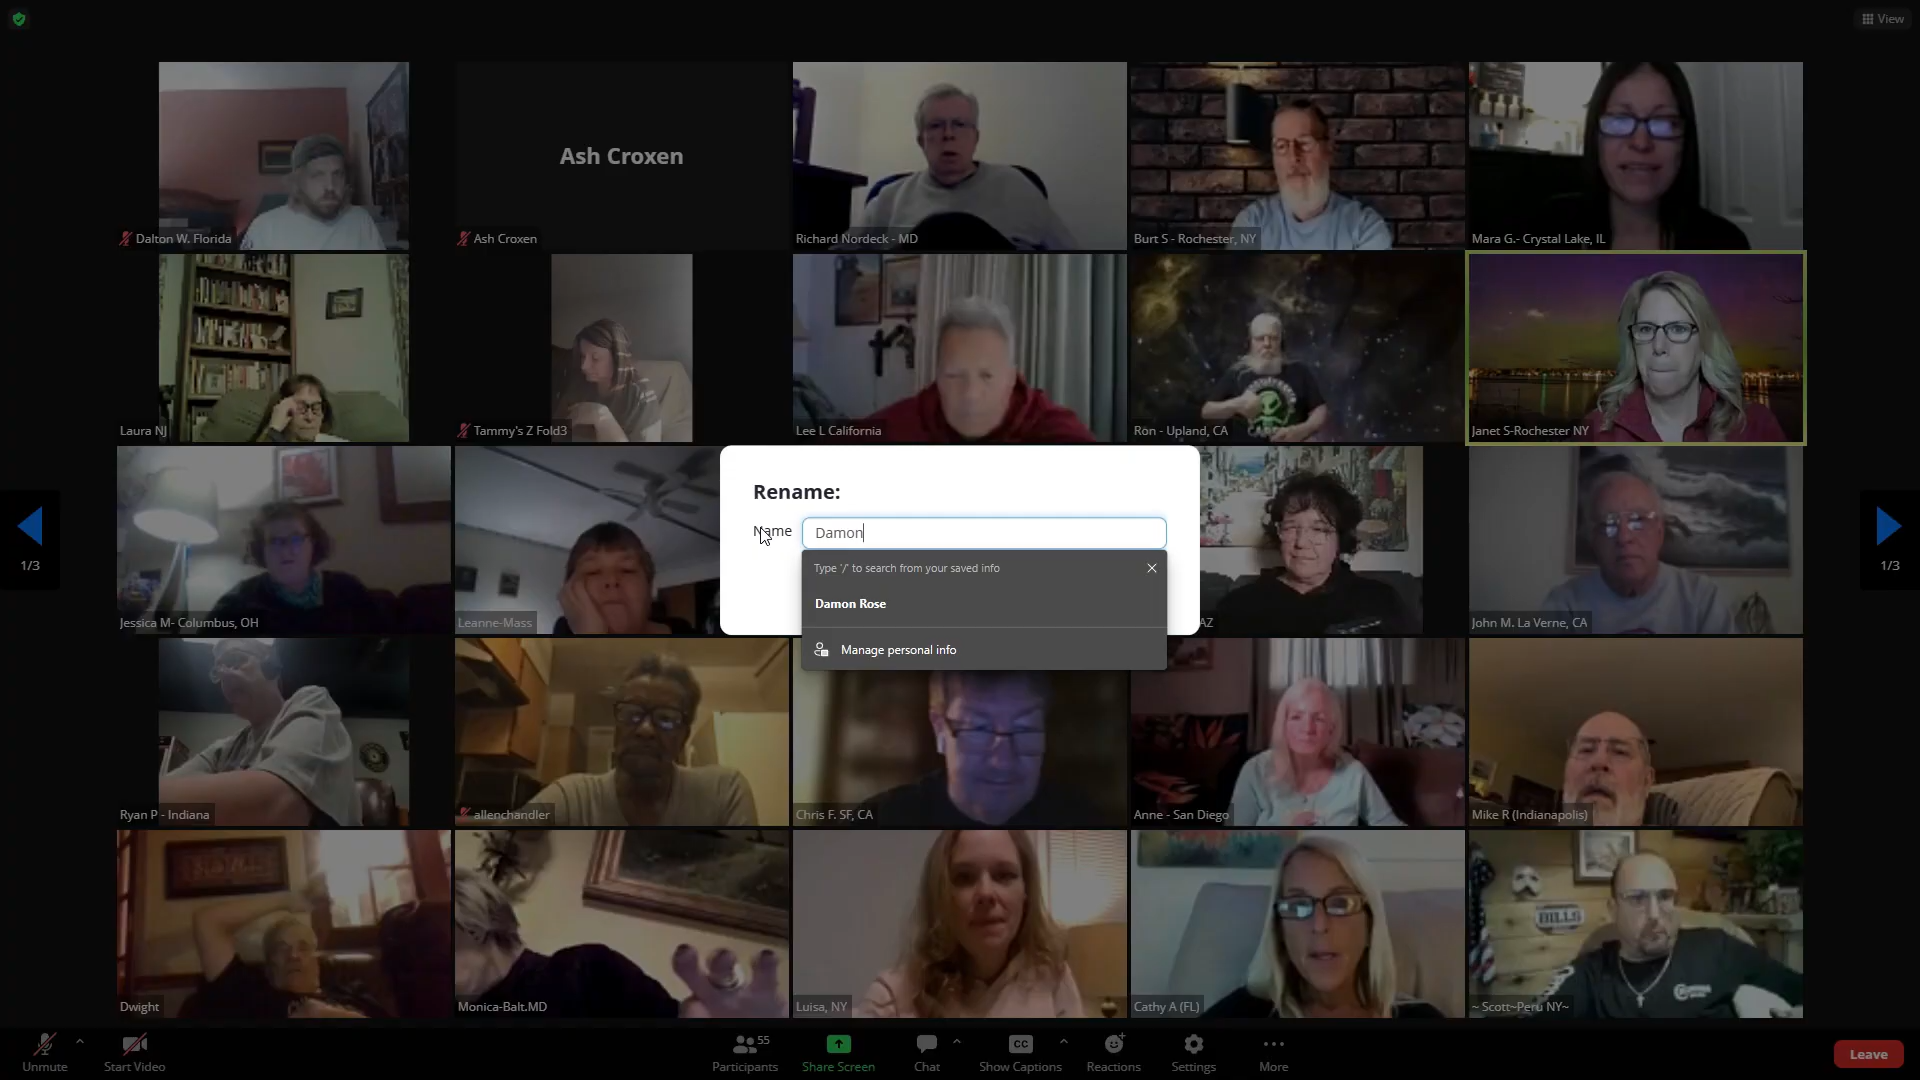 View
Ash Croxen
Dalton W. Florida
Ash Croxen
Richard Nordeck - MD
Burt S - Rochester, NY
Mara G.- Crystal Lake, IL
Laura NJ
Tammy's Z Fold3
Lee L California
Ron - Upland, CA
Janet S-Rochester NY
Rename:
Name
Damon
Type '/' to search from your saved info
Damon Rose
Manage personal info
1/3
1/3
Jessica M- Columbus, OH
Leanne-Mass
AZ
John M. La Verne, CA
Ryan P - Indiana
allenchandler
Chris F. SF, CA
Anne - San Diego
Mike R (Indianapolis)
BILLS
Dwight
Monica-Balt.MD
Luisa, NY
Cathy A (FL)
~ Scott~Peru NY~
Unmute
Start Video
55
Participants
Share Screen
Chat
CC
Show Captions
Reactions
Settings
More
Leave